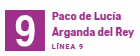 9
Paco de Lucía
Arganda del Rey
LÍNEA 9